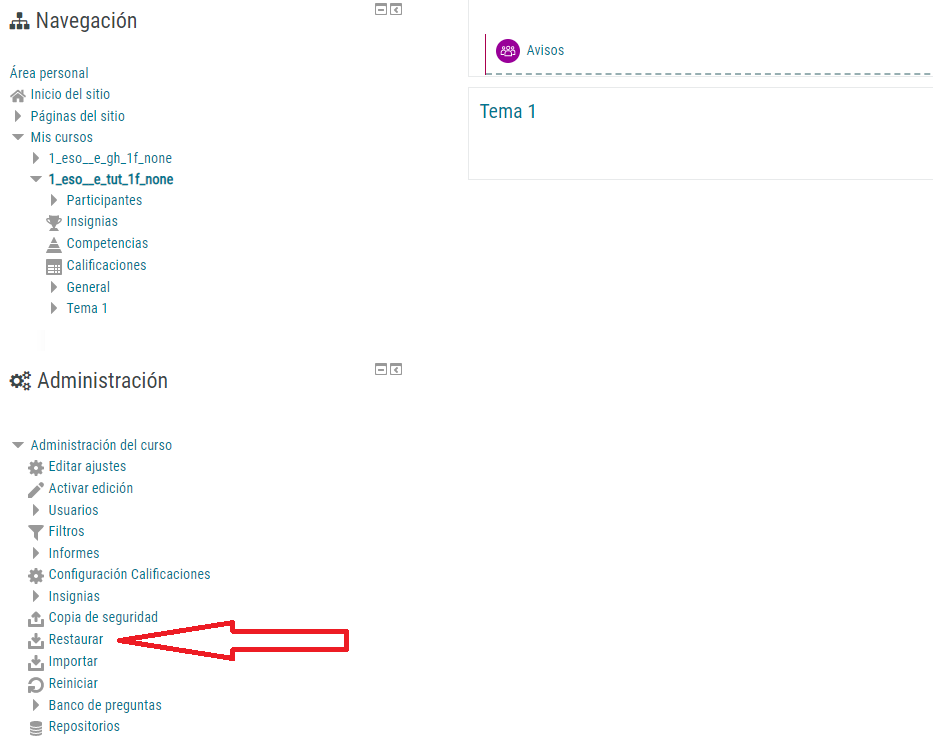 Navegación
Área personal
Inicio del sitio
Páginas del sitio
Mis cursos
1_eso__e_gh_1f_none
1_eso__e_tut_1f_none
Participantes
Insignias
Competencias
Calificaciones
General
Tema 1
Administración
Administración del curso
Editar ajustes
Activar edición
Usuarios
Filtros
Informes
Configuración Calificaciones
Insignias
Copia de seguridad
Restaurar
Importar
Reiniciar
Banco de preguntas
Repositorios
Avisos
Tema 1